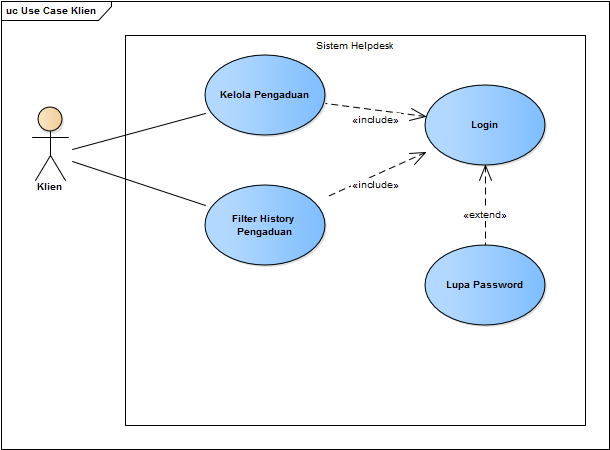 uc Use Case Klien
Sistem Helpdesk
Kelola Pengaduan
«include»
Login
Klien
«include»
Filter History
Pengaduan
«extend»
Lupa Password